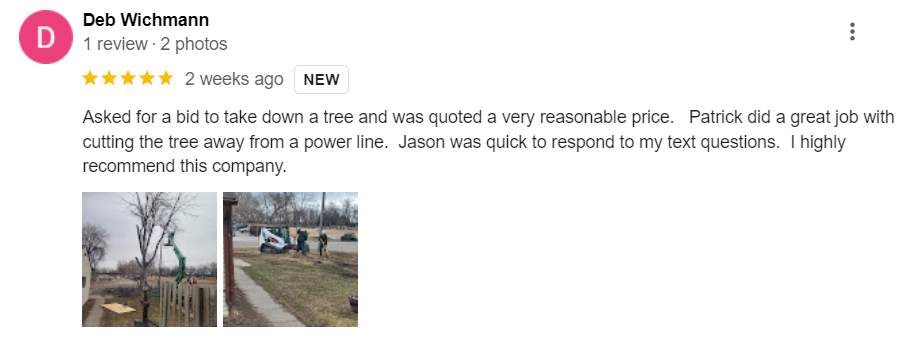 D
Deb Wichmann
1 review · 2 photos
2 weeks ago NEW
Asked for a bid to take down a tree and was quoted a very reasonable price.   Patrick did a great job with
cutting the tree away from a power line.  Jason was quick to respond to my text questions.  I highly
recommend this company.